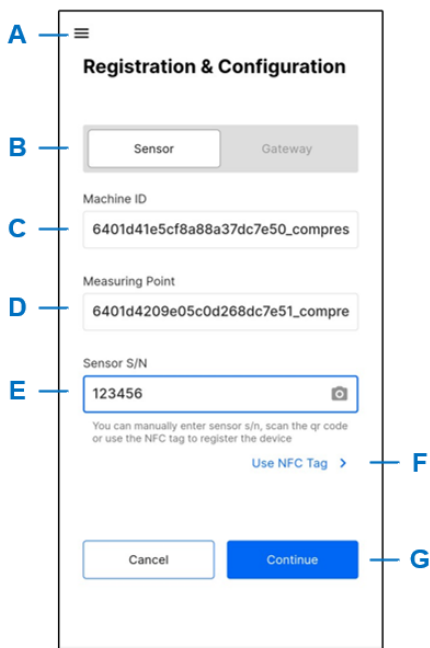 A
Registration & Configuration
B
Sensor Gateway
Machine ID
C
6401d41e5cf8a88a37dc7e50_compres
Measuring Point
D
6401d4209e05c0d268dc7e51_compre
Sensor S/N
E
123456
You can manually enter sensor s/n, scan the qr code
or use the NFC tag to register the device
Use NFC Tag >
F
Cancel Continue
G